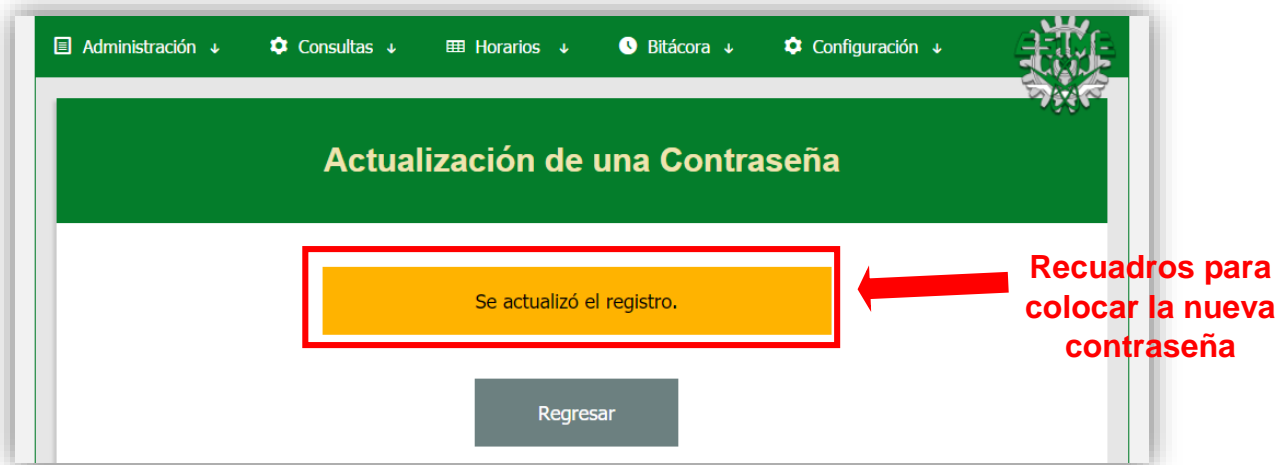 Administración ↓ Consultas ↓ Horarios ↓ Bitácora ↓ Configuración ↓
ESIME
Actualización de una Contraseña
Se actualizó el registro.
Recuadros para
colocar la nueva
contraseña
Regresar